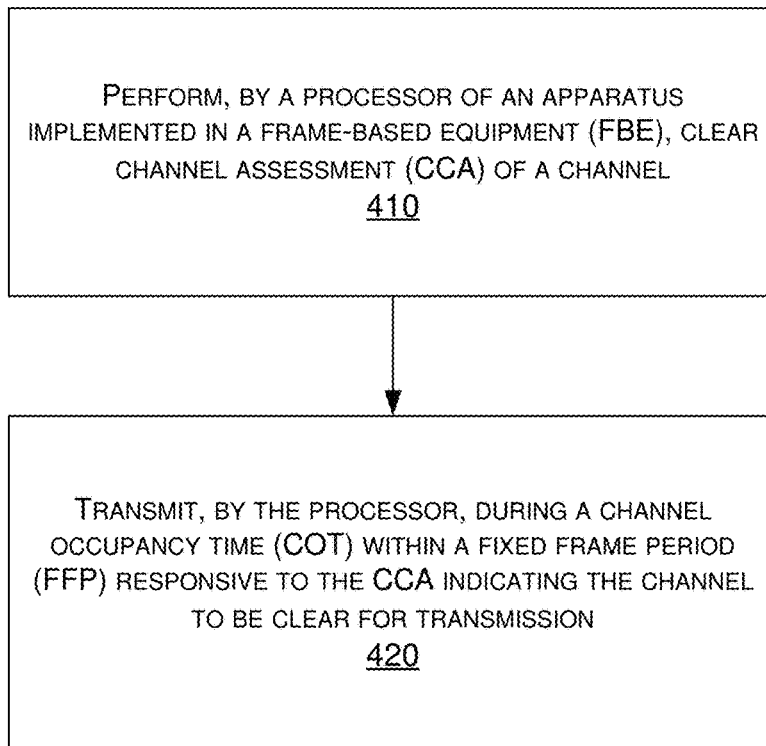 PERFORM, BY A PROCESSOR OF AN APPARATUS
IMPLEMENTED IN A FRAME-BASED EQUIPMENT (FBE), CLEAR
CHANNEL ASSESSMENT (CCA) OF A CHANNEL
410
TRANSMIT, BY THE PROCESSOR, DURING A CHANNEL
OCCUPANCY TIME (COT) WITHIN A FIXED FRAME PERIOD
(FFP) RESPONSIVE TO THE CCA INDICATING THE CHANNEL
TO BE CLEAR FOR TRANSMISSION
420